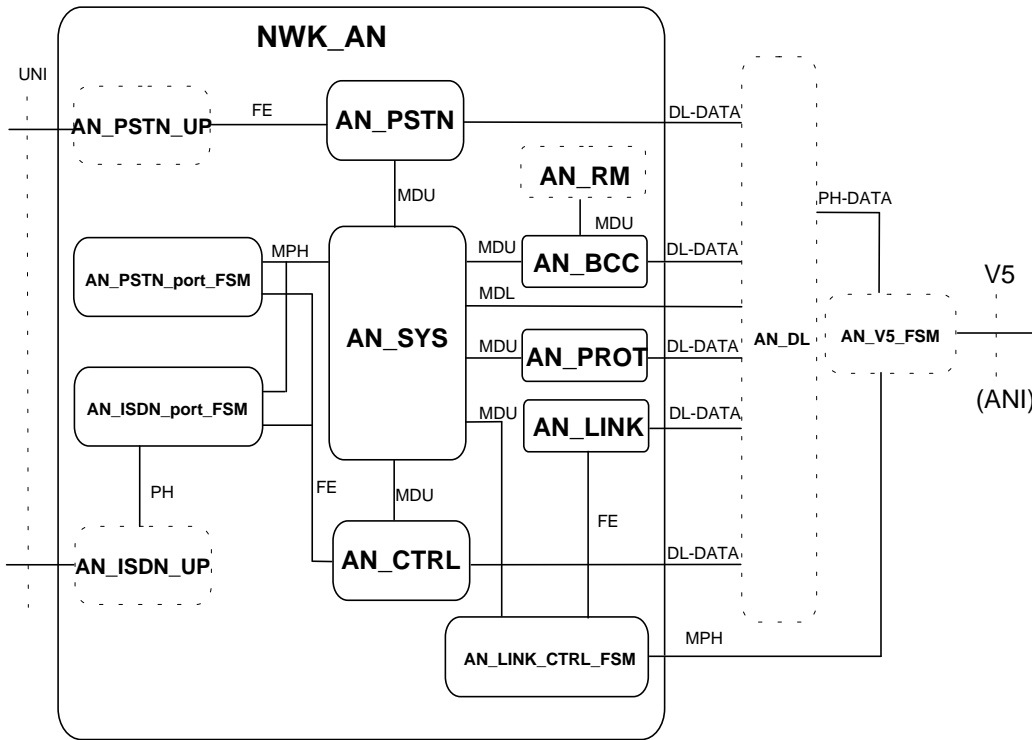 NWK_AN
UNI
AN_PSTN_UP
FE
AN_PSTN
DL-DATA
AN_RM
MDU
MDU
PH-DATA
MPH
MDU
AN_BCC
DL-DATA
AN_PSTN_port_FSM
MDL
V5
AN_SYS
AN_DL
AN_V5_FSM
MDU
AN_PROT
DL-DATA
(ANI)
AN_ISDN_port_FSM
MDU
AN_LINK
DL-DATA
PH
FE
MDU
FE
AN_ISDN_UP
AN_CTRL
DL-DATA
MPH
AN_LINK_CTRL_FSM